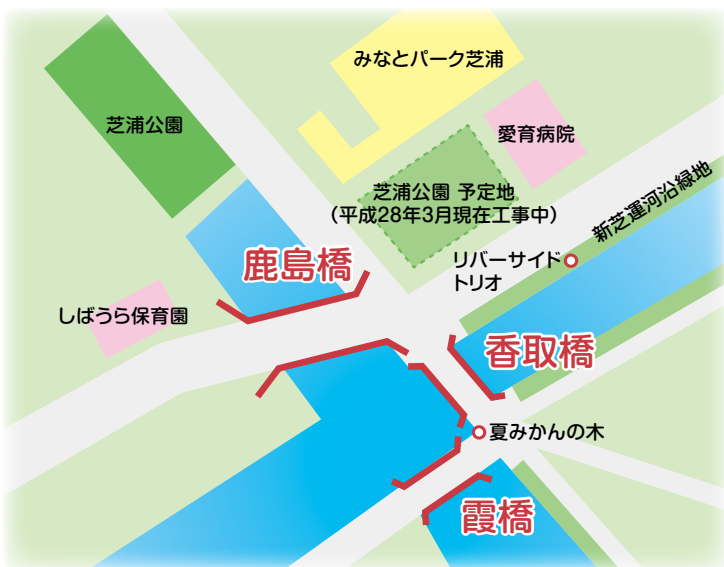 みなとパーク芝浦
芝浦公園
愛育病院
芝浦公園 予定地
(平成28年3月現在工事中)
新芝運河沿緑地
鹿島橋
リバーサイド
トリオ
しばうら保育園
香取橋
夏みかんの木
霞橋